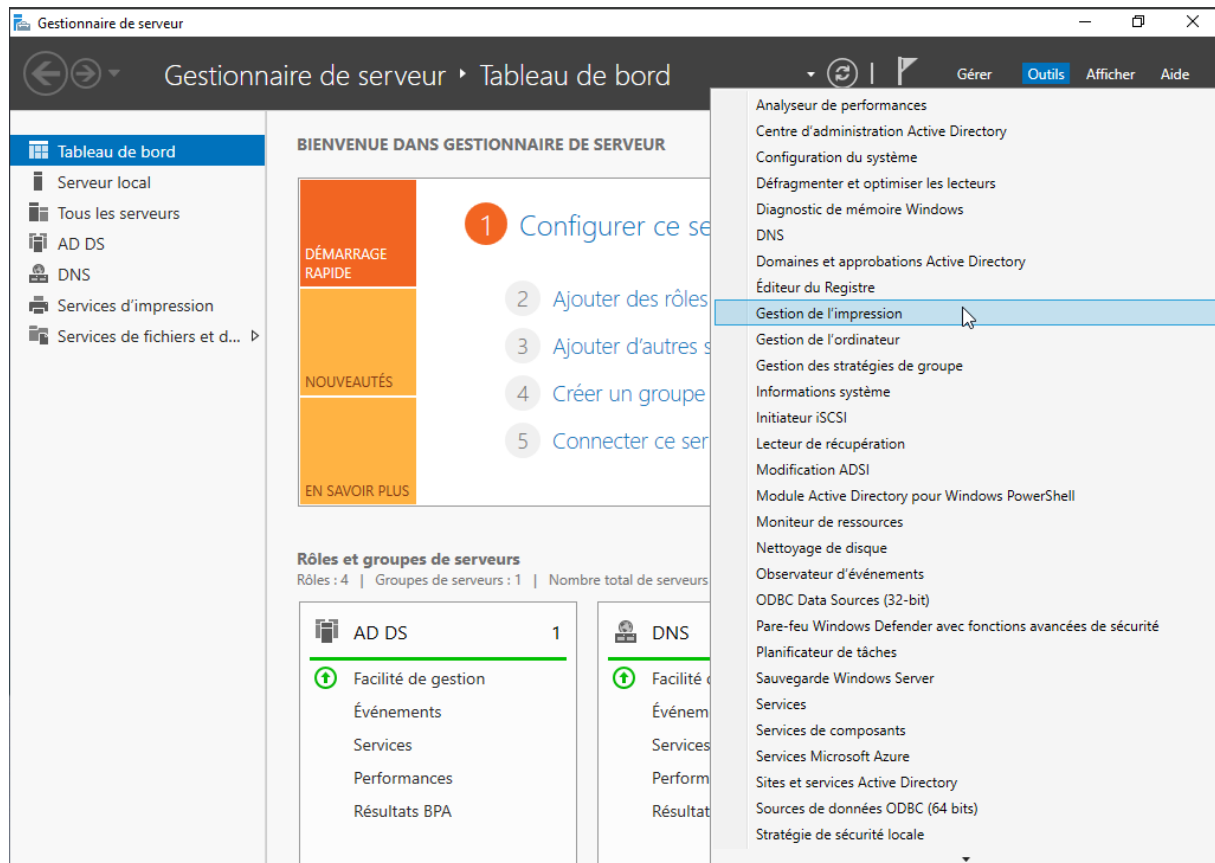 Gestionnaire de serveur
Gestionnaire de serveur • Tableau de bord
Gérer
Outils
Afficher
Aide
Tableau de bord
Serveur local
Tous les serveurs
AD DS
DNS
Services d'impression
Services de fichiers et d...
BIENVENUE DANS GESTIONNAIRE DE SERVEUR
DÉMARRAGE
RAPIDE
NOUVEAUTÉS
EN SAVOIR PLUS
1 Configurer ce se
2 Ajouter des rôles
3 Ajouter d'autres s
4 Créer un groupe
5 Connecter ce ser
Rôles et groupes de serveurs
Rôles : 4 | Groupes de serveurs : 1 | Nombre total de serveurs
AD DS 1
Facilité de gestion
Événements
Services
Performances
Résultats BPA
DNS
Facilité
Événem
Services
Perform
Résultat
Analyseur de performances
Centre d'administration Active Directory
Configuration du système
Défragmenter et optimiser les lecteurs
Diagnostic de mémoire Windows
DNS
Domaines et approbations Active Directory
Éditeur du Registre
Gestion de l'impression
Gestion de l'ordinateur
Gestion des stratégies de groupe
Informations système
Initiateur iSCSI
Lecteur de récupération
Modification ADSI
Module Active Directory pour Windows PowerShell
Moniteur de ressources
Nettoyage de disque
Observateur d'événements
ODBC Data Sources (32-bit)
Pare-feu Windows Defender avec fonctions avancées de sécurité
Planificateur de tâches
Sauvegarde Windows Server
Services
Services de composants
Services Microsoft Azure
Sites et services Active Directory
Sources de données ODBC (64 bits)
Stratégie de sécurité locale